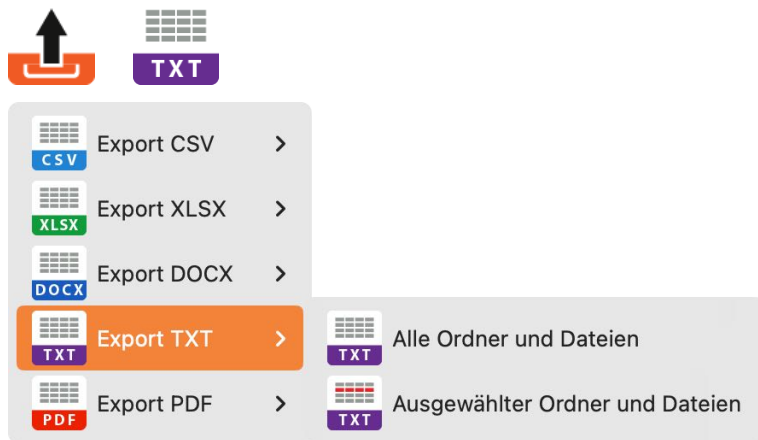 TXT
CSV Export CSV
XLSX Export XLSX
DOCX Export DOCX
TXT Export TXT
TXT Alle Ordner und Dateien
PDF Export PDF
TXT Ausgewählter Ordner und Dateien